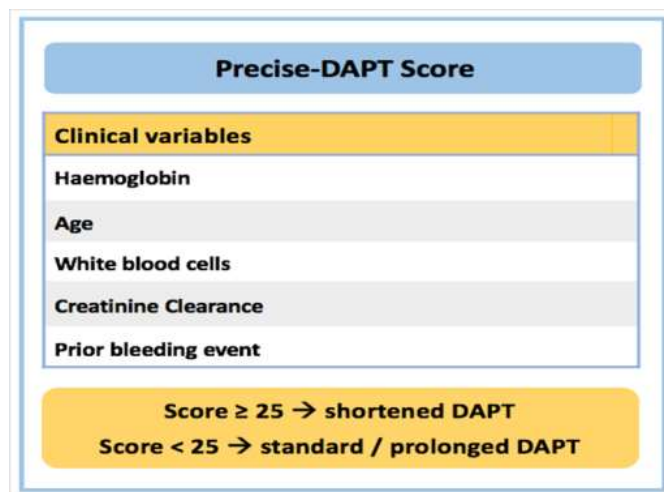 Precise-DAPT Score
Clinical variables
Haemoglobin
Age
White blood cells
Creatinine Clearance
Prior bleeding event
Score ≥ 25 → shortened DAPT
Score < 25 → standard / prolonged DAPT